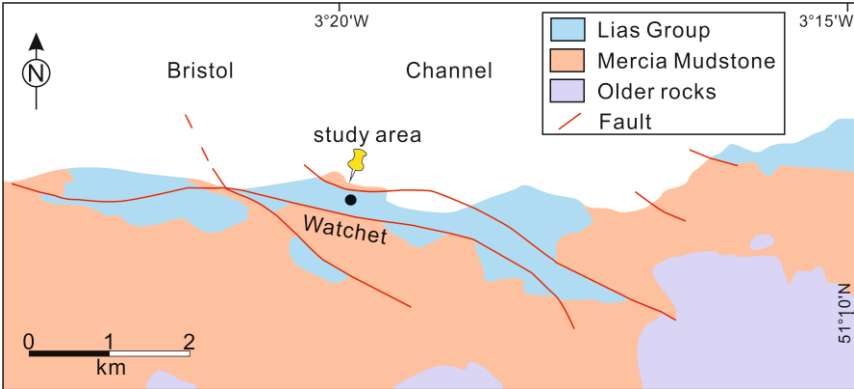 3°20'W
3°15'W
N
Bristol Channel
study area
Watchet
Lias Group
Mercia Mudstone
Older rocks
Fault
51°10'N
0 1 2
km